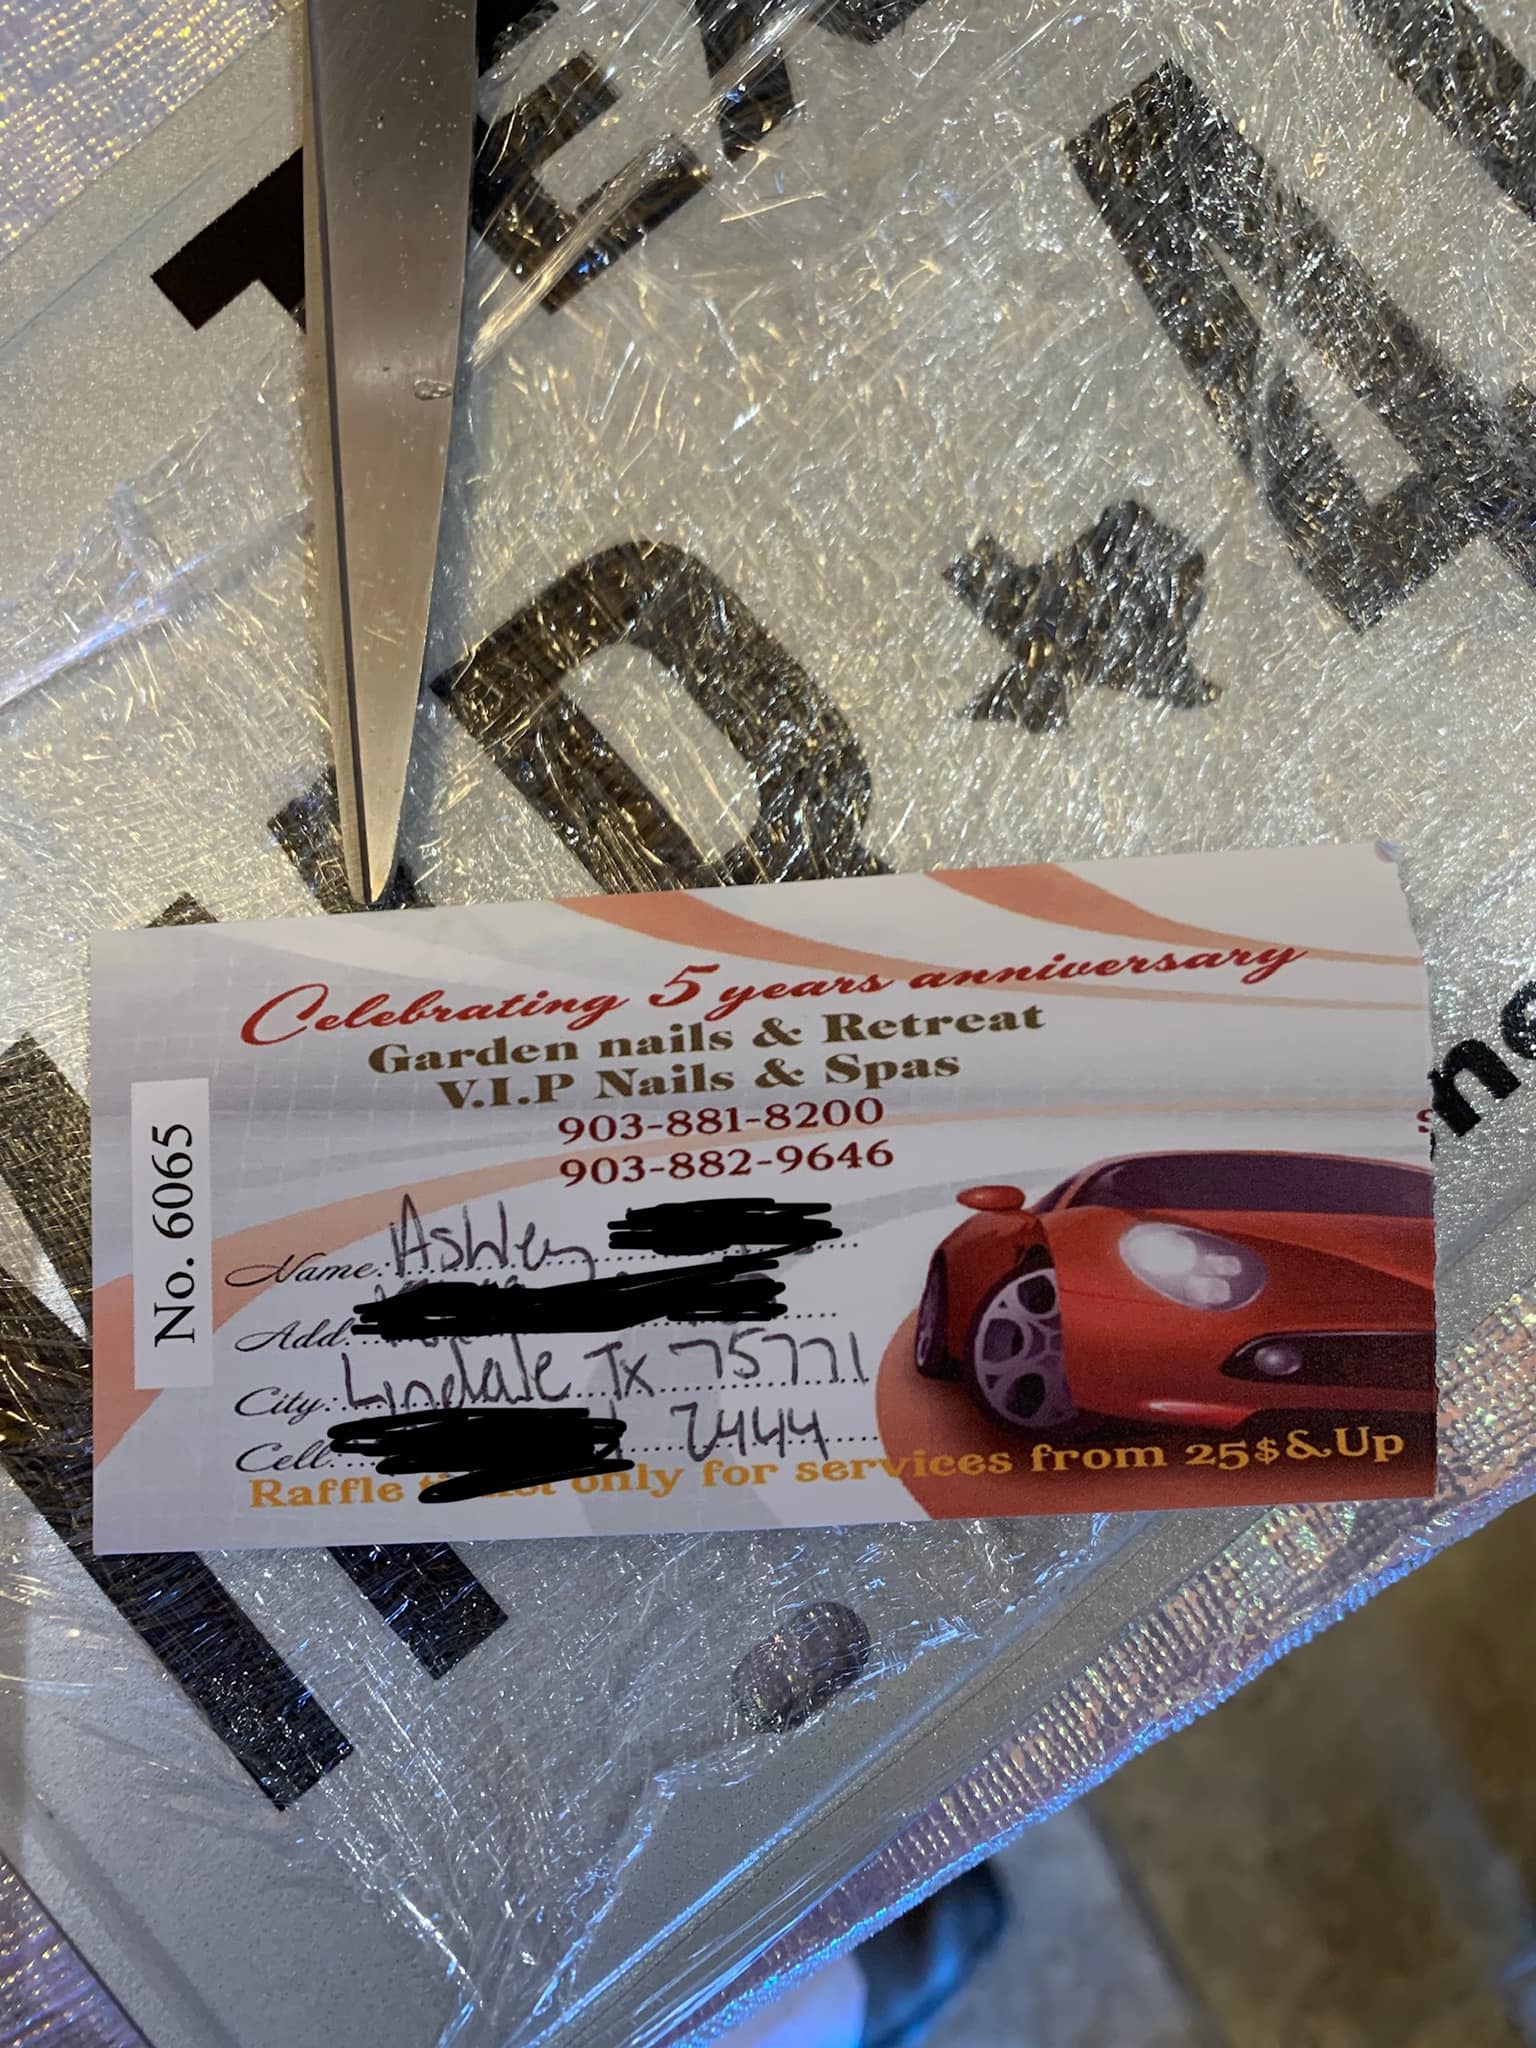 Celebrating 5 years anniversary
Garden nails & Retreat
V.I.P Nails & Spas
903-881-8200
903-882-9646
No. 6065
Name: Ashley
Add:
City: Lindale Tx 75771
Cell: 2444
Raffle only for services from 25$&Up